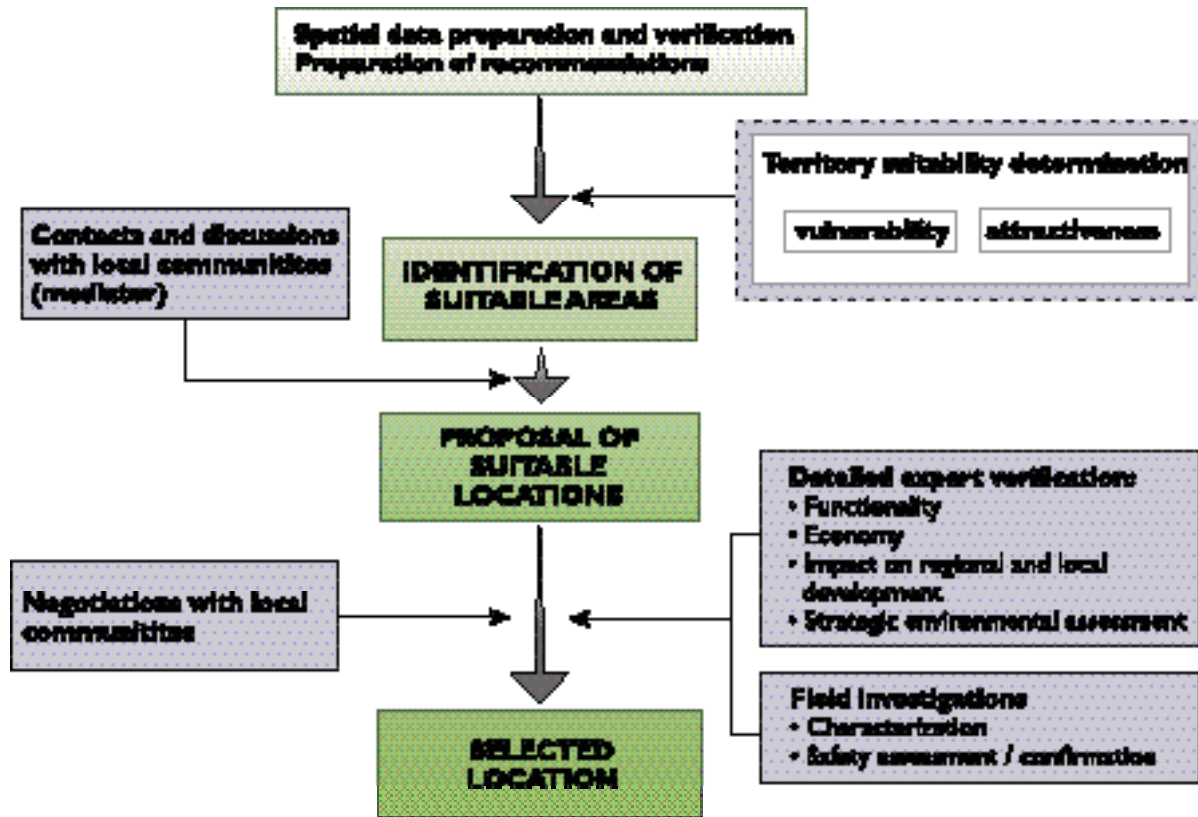 Spatial data preparation and verification
Preparation of recommendations
Territory suitability determination
vulnerability
attractiveness
Contacts and discussions
with local communitites
(mediator)
IDENTIFICATION OF
SUITABLE AREAS
PROPOSAL OF
SUITABLE
LOCATIONS
Detailed expert verification:
• Functionality
• Economy
• Impact on regional and local
development
• Strategic environmental assessment
Negotiations with local
communitites
Field investigations
• Characterization
• Safety assessment / confirmation
SELECTED
LOCATION